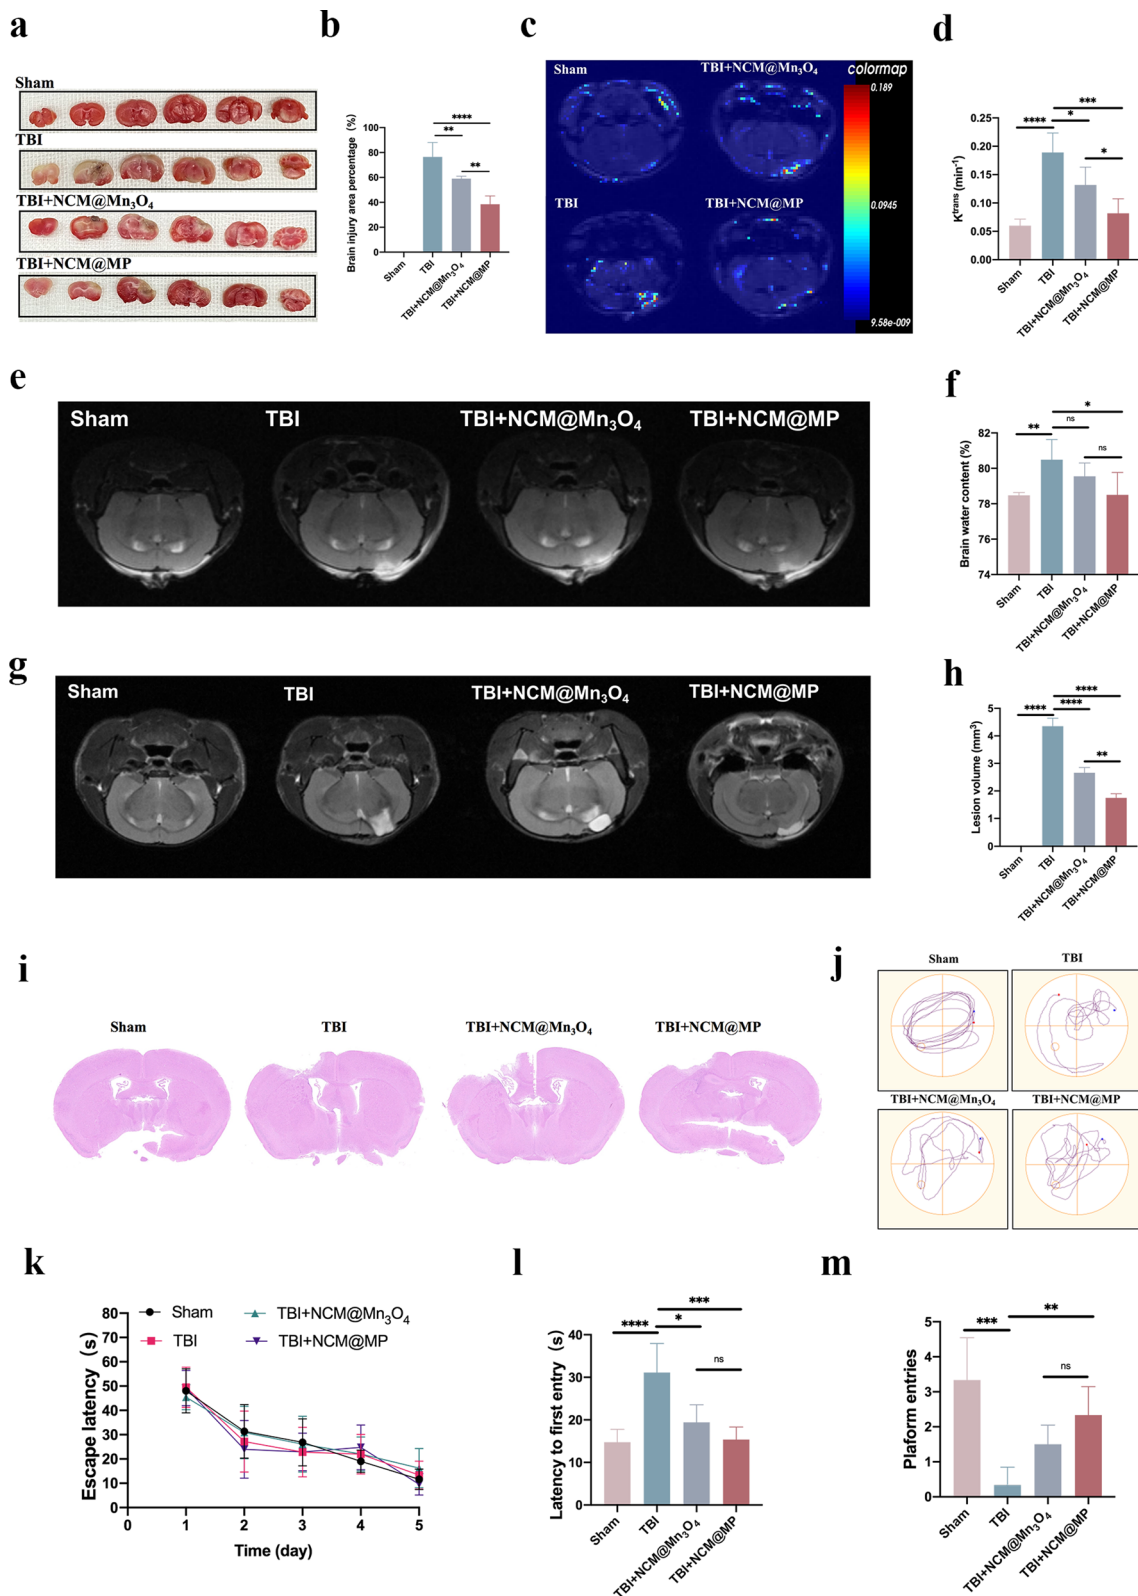 a
Sham
TBI
TBI+NCM@Mn₃O₄
TBI+NCM@MP
b
Brain injury area percentage (%)
100
80
60
40
20
0
****
**
**
Sham
TBI
TBI+NCM@Mn₃O₄
TBI+NCM@MP
c
Sham
TBI+NCM@Mn₃O₄
TBI
TBI+NCM@MP
colormap
0.189
0.0945
9.58e-009
d
Kᵗʳᵃⁿˢ (min⁻¹)
0.25
0.20
0.15
0.10
0.05
0.00
***
****
*
*
Sham
TBI
TBI+NCM@Mn₃O₄
TBI+NCM@MP
e
Sham
TBI
TBI+NCM@Mn₃O₄
TBI+NCM@MP
f
Brain water content (%)
82
80
78
76
74
*
**
ns
ns
Sham
TBI
TBI+NCM@Mn₃O₄
TBI+NCM@MP
g
Sham
TBI
TBI+NCM@Mn₃O₄
TBI+NCM@MP
h
Lesion volume (mm³)
5
4
3
2
1
0
****
****
****
**
Sham
TBI
TBI+NCM@Mn₃O₄
TBI+NCM@MP
i
Sham
TBI
TBI+NCM@Mn₃O₄
TBI+NCM@MP
j
Sham
TBI
TBI+NCM@Mn₃O₄
TBI+NCM@MP
k
Escape latency (s)
80
70
60
50
40
30
20
10
0
Sham
TBI
TBI+NCM@Mn₃O₄
TBI+NCM@MP
0 1 2 3 4 5
Time (day)
l
Latency to first entry (s)
40
30
20
10
0
***
****
*
ns
Sham
TBI
TBI+NCM@Mn₃O₄
TBI+NCM@MP
m
Plaform entries
5
4
3
2
1
0
**
***
ns
Sham
TBI
TBI+NCM@Mn₃O₄
TBI+NCM@MP